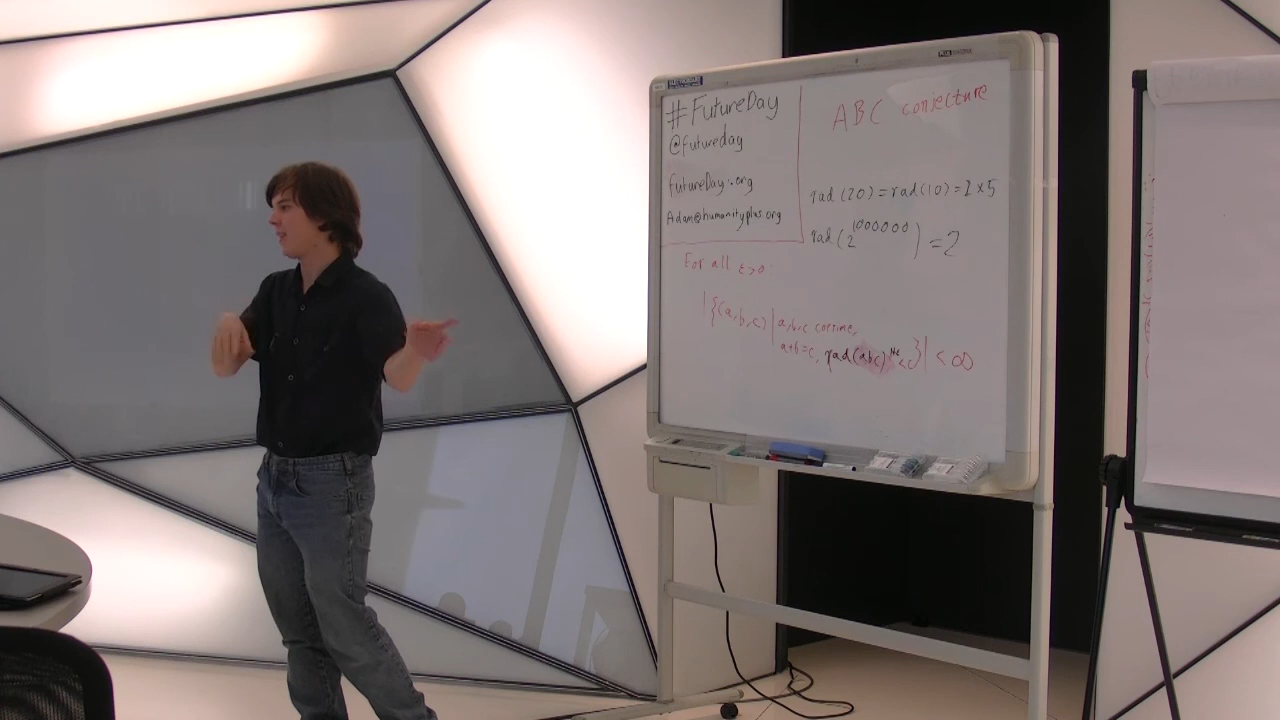 #FutureDay
@futureday
FutureDay.org
Adam@humanityplus.org
ABC conjecture
rad(20)=rad(10)=2×5
rad(2^1000000)=2
For all ε>0
|{(a,b,c)| a,b,c coprime,
a+b=c, rad(abc)^1+ε<c}|<∞
PLUS